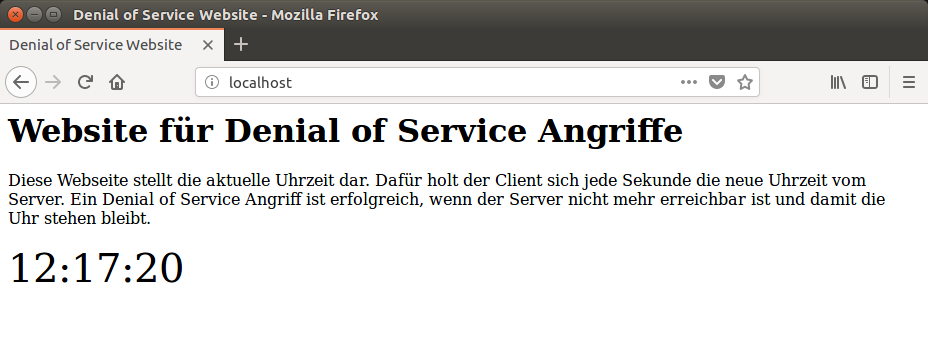 Denial of Service Website - Mozilla Firefox
Denial of Service Website
localhost
Website für Denial of Service Angriffe
Diese Webseite stellt die aktuelle Uhrzeit dar. Dafür holt der Client sich jede Sekunde die neue Uhrzeit vom
Server. Ein Denial of Service Angriff ist erfolgreich, wenn der Server nicht mehr erreichbar ist und damit die
Uhr stehen bleibt.
12:17:20